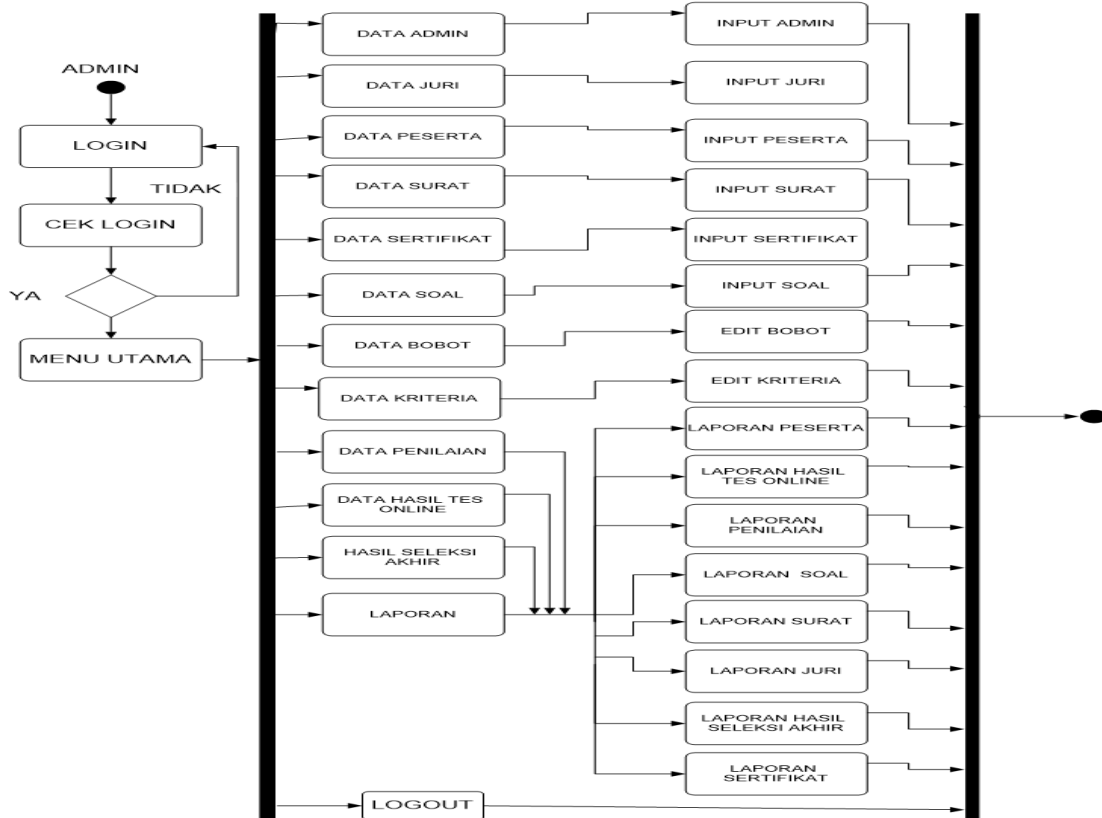 ADMIN
LOGIN
TIDAK
CEK LOGIN
YA
MENU UTAMA
DATA ADMIN
DATA JURI
DATA PESERTA
DATA SURAT
DATA SERTIFIKAT
DATA SOAL
DATA BOBOT
DATA KRITERIA
DATA PENILAIAN
DATA HASIL TES
ONLINE
HASIL SELEKSI
AKHIR
LAPORAN
LOGOUT
INPUT ADMIN
INPUT JURI
INPUT PESERTA
INPUT SURAT
INPUT SERTIFIKAT
INPUT SOAL
EDIT BOBOT
EDIT KRITERIA
LAPORAN PESERTA
LAPORAN HASIL
TES ONLINE
LAPORAN
PENILAIAN
LAPORAN SOAL
LAPORAN SURAT
LAPORAN JURI
LAPORAN HASIL
SELEKSI AKHIR
LAPORAN
SERTIFIKAT